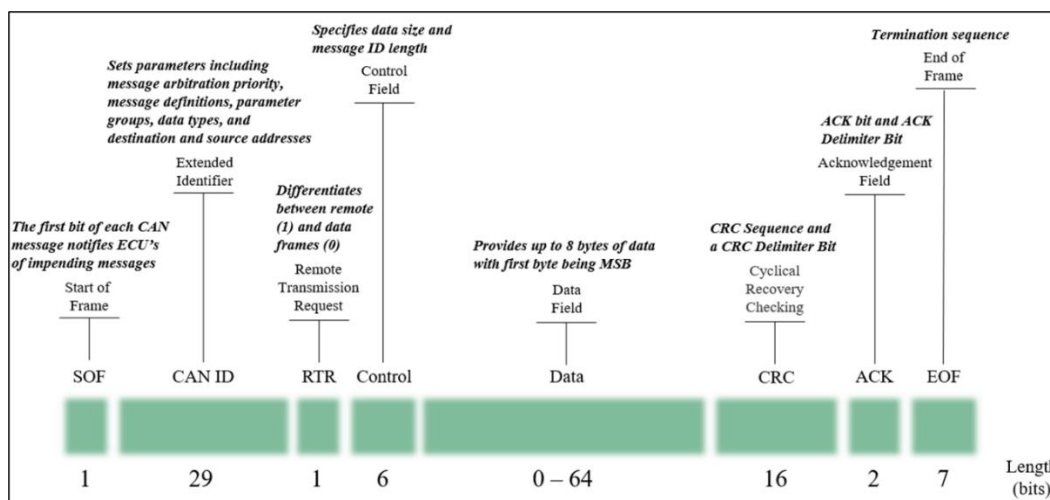 Specifies data size and
message ID length
Control
Field
Termination sequence
End of
Frame
Sets parameters including
message arbitration priority,
message definitions, parameter
groups, data types, and
destination and source addresses
Extended
Identifier
ACK bit and ACK
Delimiter Bit
Acknowledgement
Field
The first bit of each CAN
message notifies ECU's
of impending messages
Start of
Frame
Differentiates
between remote
(1) and data
frames (0)
Remote
Transmission
Request
Provides up to 8 bytes of data
with first byte being MSB
Data
Field
CRC Sequence and
a CRC Delimiter Bit
Cyclical
Recovery
Checking
SOF CAN ID RTR Control Data CRC ACK EOF
1 29 1 6 0 – 64 16 2 7 Length
(bits)